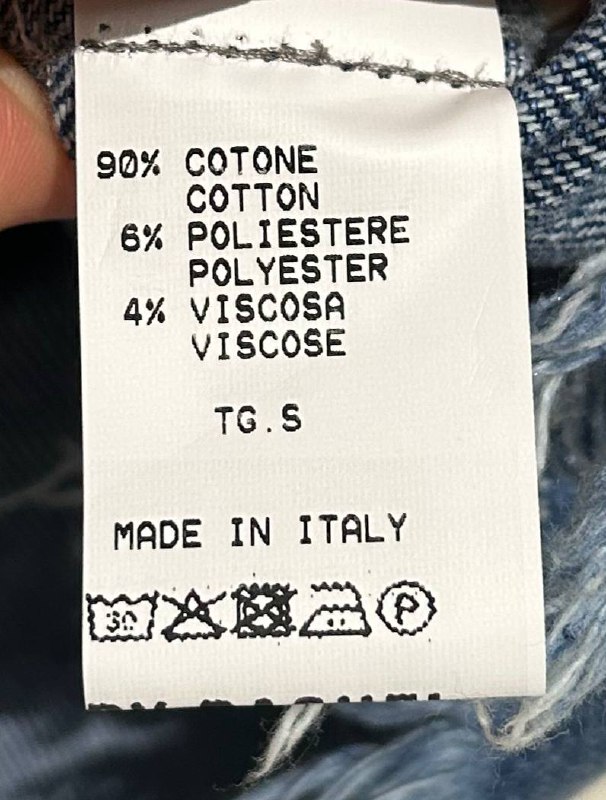 90% COTONE
COTTON
6% POLIESTERE
POLYESTER
4% VISCOSA
VISCOSE
TG.S
MADE IN ITALY
30
P